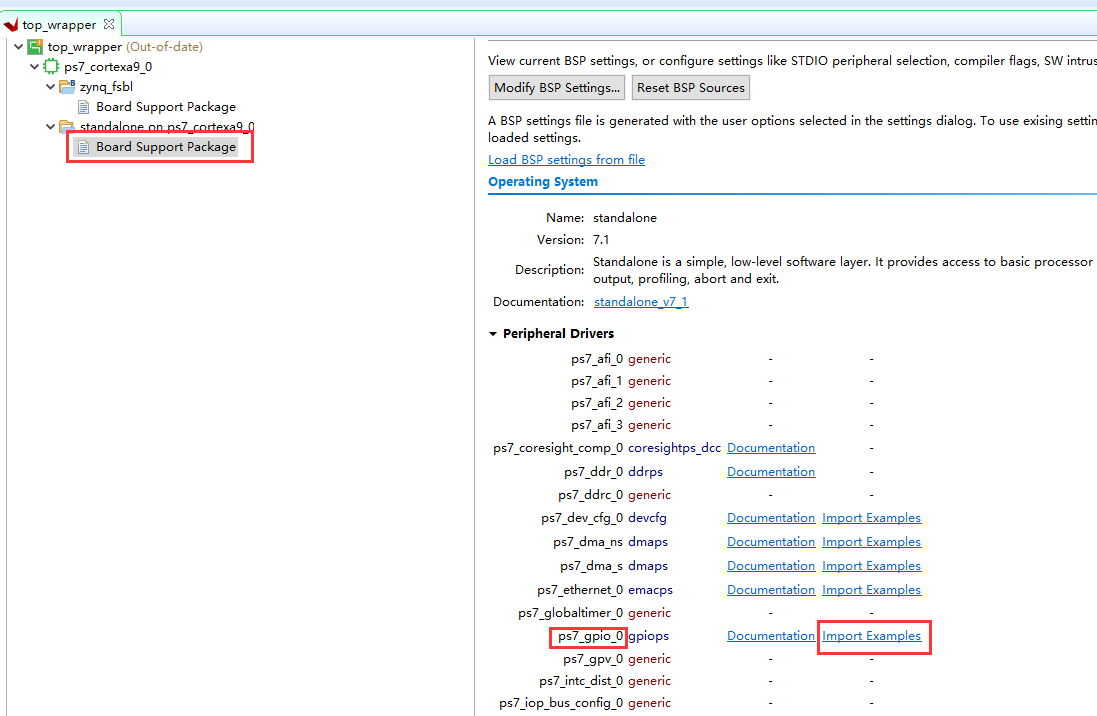 top_wrapper
top_wrapper (Out-of-date)
ps7_cortexa9_0
zynq_fsbl
Board Support Package
standalone on ps7_cortexa9_0
Board Support Package
View current BSP settings, or configure settings like STDIO peripheral selection, compiler flags, SW intrus
Modify BSP Settings... Reset BSP Sources
A BSP settings file is generated with the user options selected in the settings dialog. To use exising settin
loaded settings.
Load BSP settings from file
Operating System
Name: standalone
Version: 7.1
Description: Standalone is a simple, low-level software layer. It provides access to basic processor
output, profiling, abort and exit.
Documentation: standalone_v7_1
Peripheral Drivers
ps7_afi_0 generic - -
ps7_afi_1 generic - -
ps7_afi_2 generic - -
ps7_afi_3 generic - -
ps7_coresight_comp_0 coresightps_dcc Documentation -
ps7_ddr_0 ddrps Documentation -
ps7_ddrc_0 generic - -
ps7_dev_cfg_0 devcfg Documentation Import Examples
ps7_dma_ns dmaps Documentation Import Examples
ps7_dma_s dmaps Documentation Import Examples
ps7_ethernet_0 emacps Documentation Import Examples
ps7_globaltimer_0 generic - -
ps7_gpio_0 gpiops Documentation Import Examples
ps7_gpv_0 generic - -
ps7_intc_dist_0 generic - -
ps7_iop_bus_config_0 generic - -